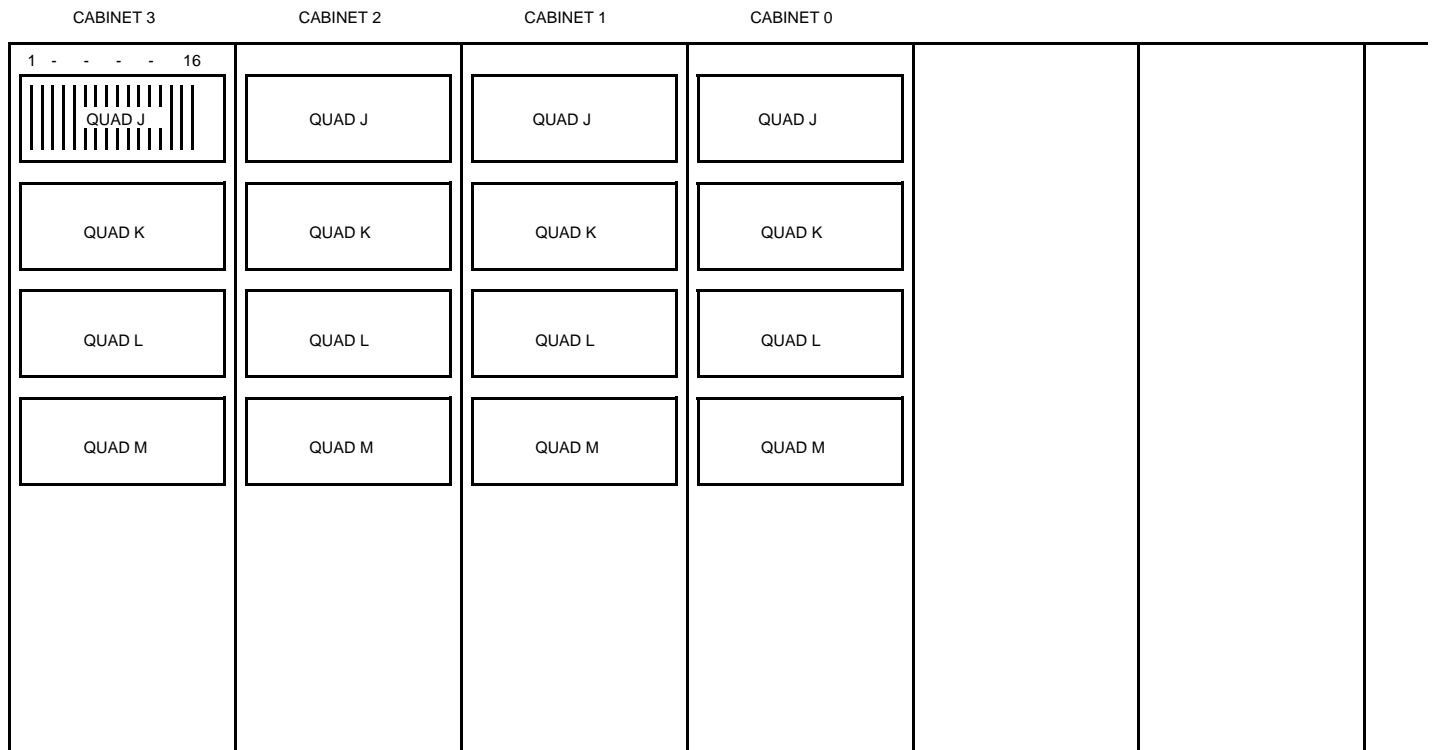 CABINET 3 CABINET 2 CABINET 1 CABINET 0
1 - - - - 16
QUAD J QUAD J QUAD J QUAD J
QUAD K QUAD K QUAD K QUAD K
QUAD L QUAD L QUAD L QUAD L
QUAD M QUAD M QUAD M QUAD M